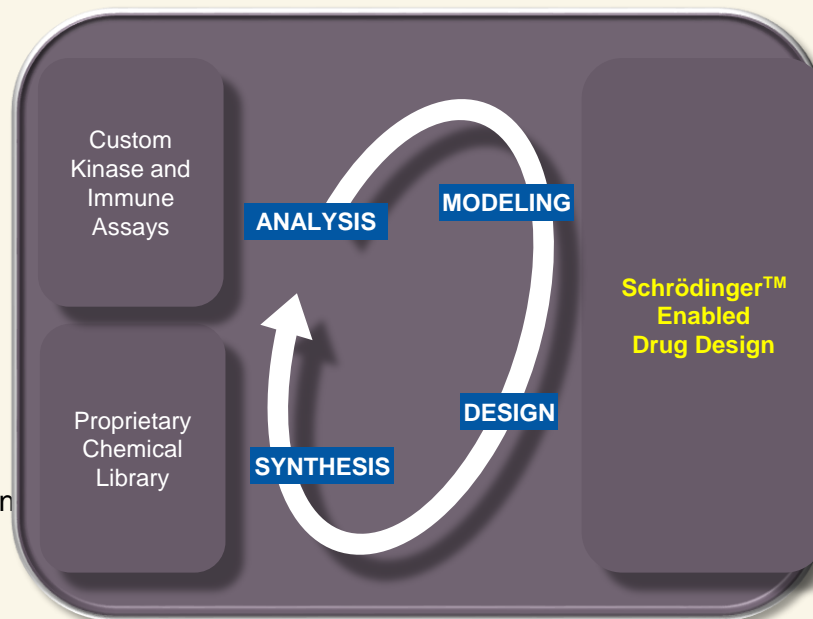 Custom
Kinase and
Immune
Assays
ANALYSIS
MODELING
Schrödinger™
Enabled
Drug Design
DESIGN
Proprietary
Chemical
Library
SYNTHESIS
n